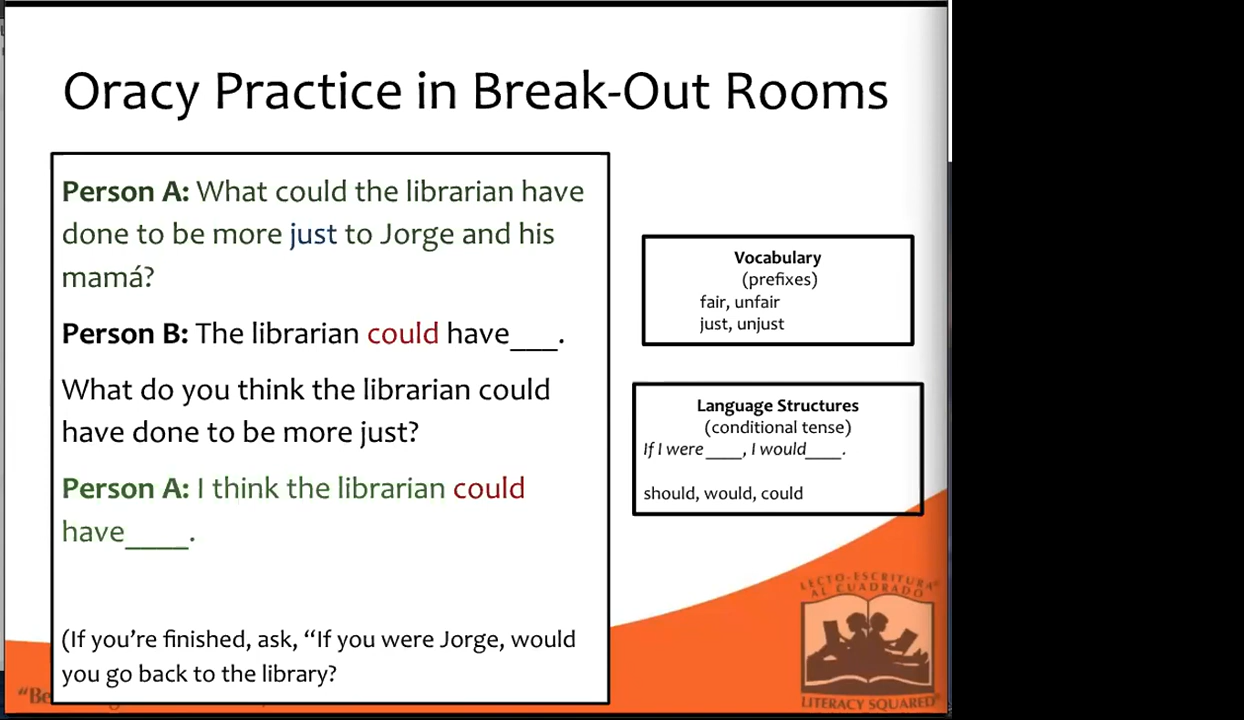 Oracy Practice in Break-Out Rooms
Person A: What could the librarian have
done to be more just to Jorge and his
mamá?
Person B: The librarian could have___.
What do you think the librarian could
have done to be more just?
Person A: I think the librarian could
have____.
(If you’re finished, ask, “If you were Jorge, would
you go back to the library?
Vocabulary
(prefixes)
fair, unfair
just, unjust
Language Structures
(conditional tense)
If I were ____, I would____.
should, would, could
LECTO-ESCRITURA
AL CUADRADO
LITERACY SQUARED®
“Be